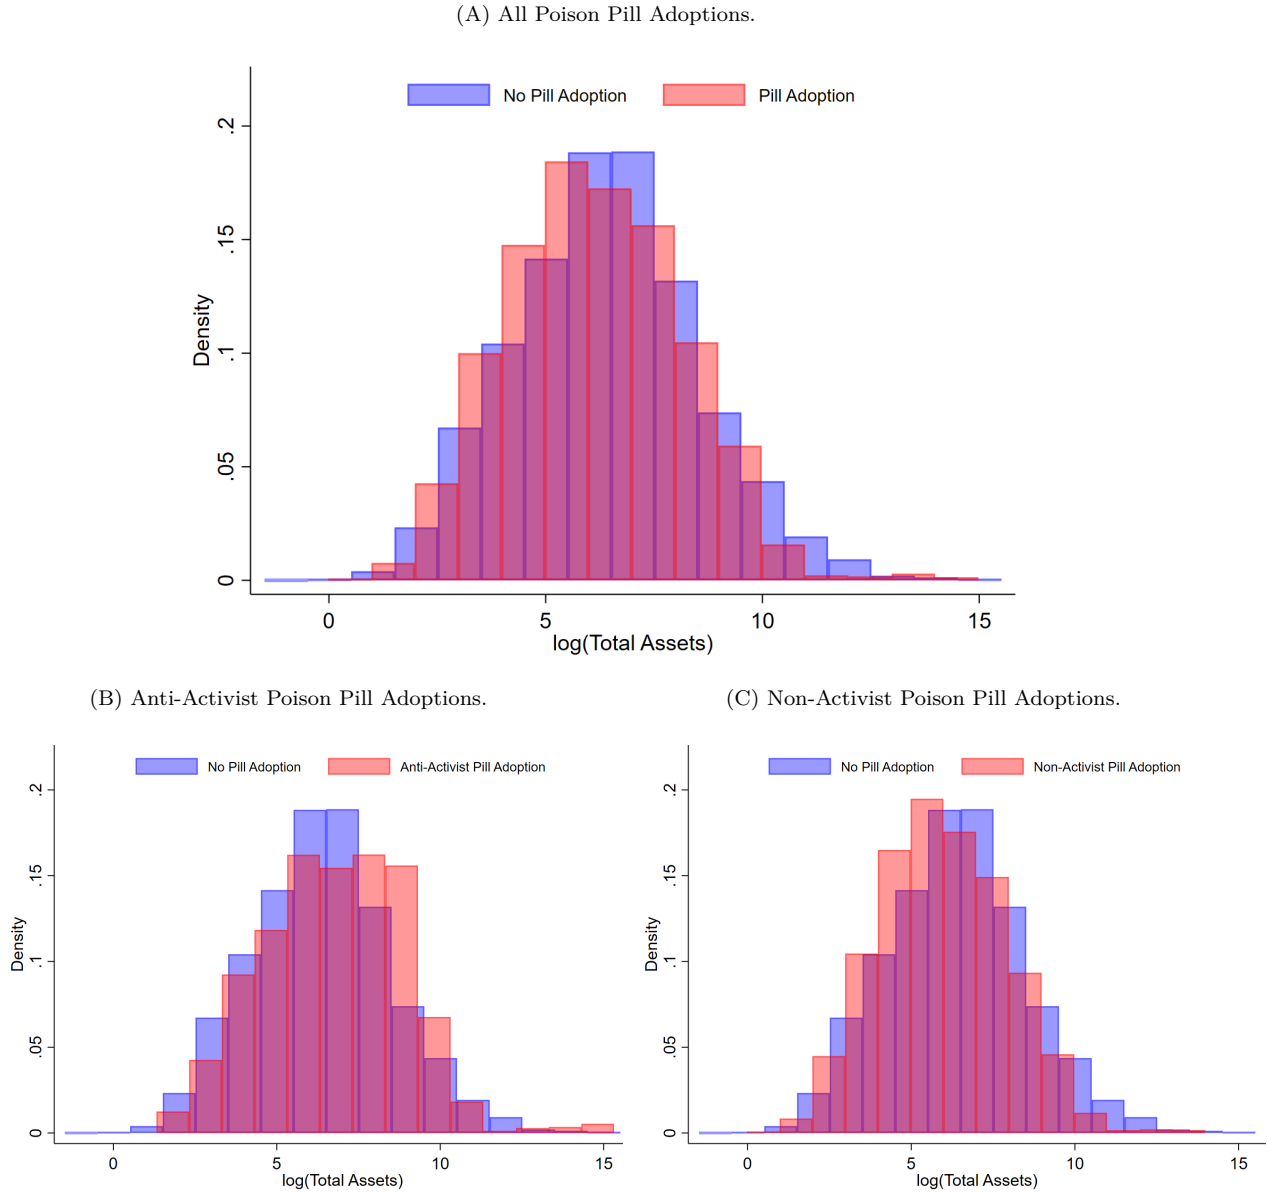 (A) All Poison Pill Adoptions.
No Pill Adoption
Pill Adoption
.2
.15
.1
.05
0
Density
0 5 10 15
log(Total Assets)
(B) Anti-Activist Poison Pill Adoptions.
No Pill Adoption
Anti-Activist Pill Adoption
.2
.15
.1
.05
0
Density
0 5 10 15
log(Total Assets)
(C) Non-Activist Poison Pill Adoptions.
No Pill Adoption
Non-Activist Pill Adoption
.2
.15
.1
.05
0
Density
0 5 10 15
log(Total Assets)